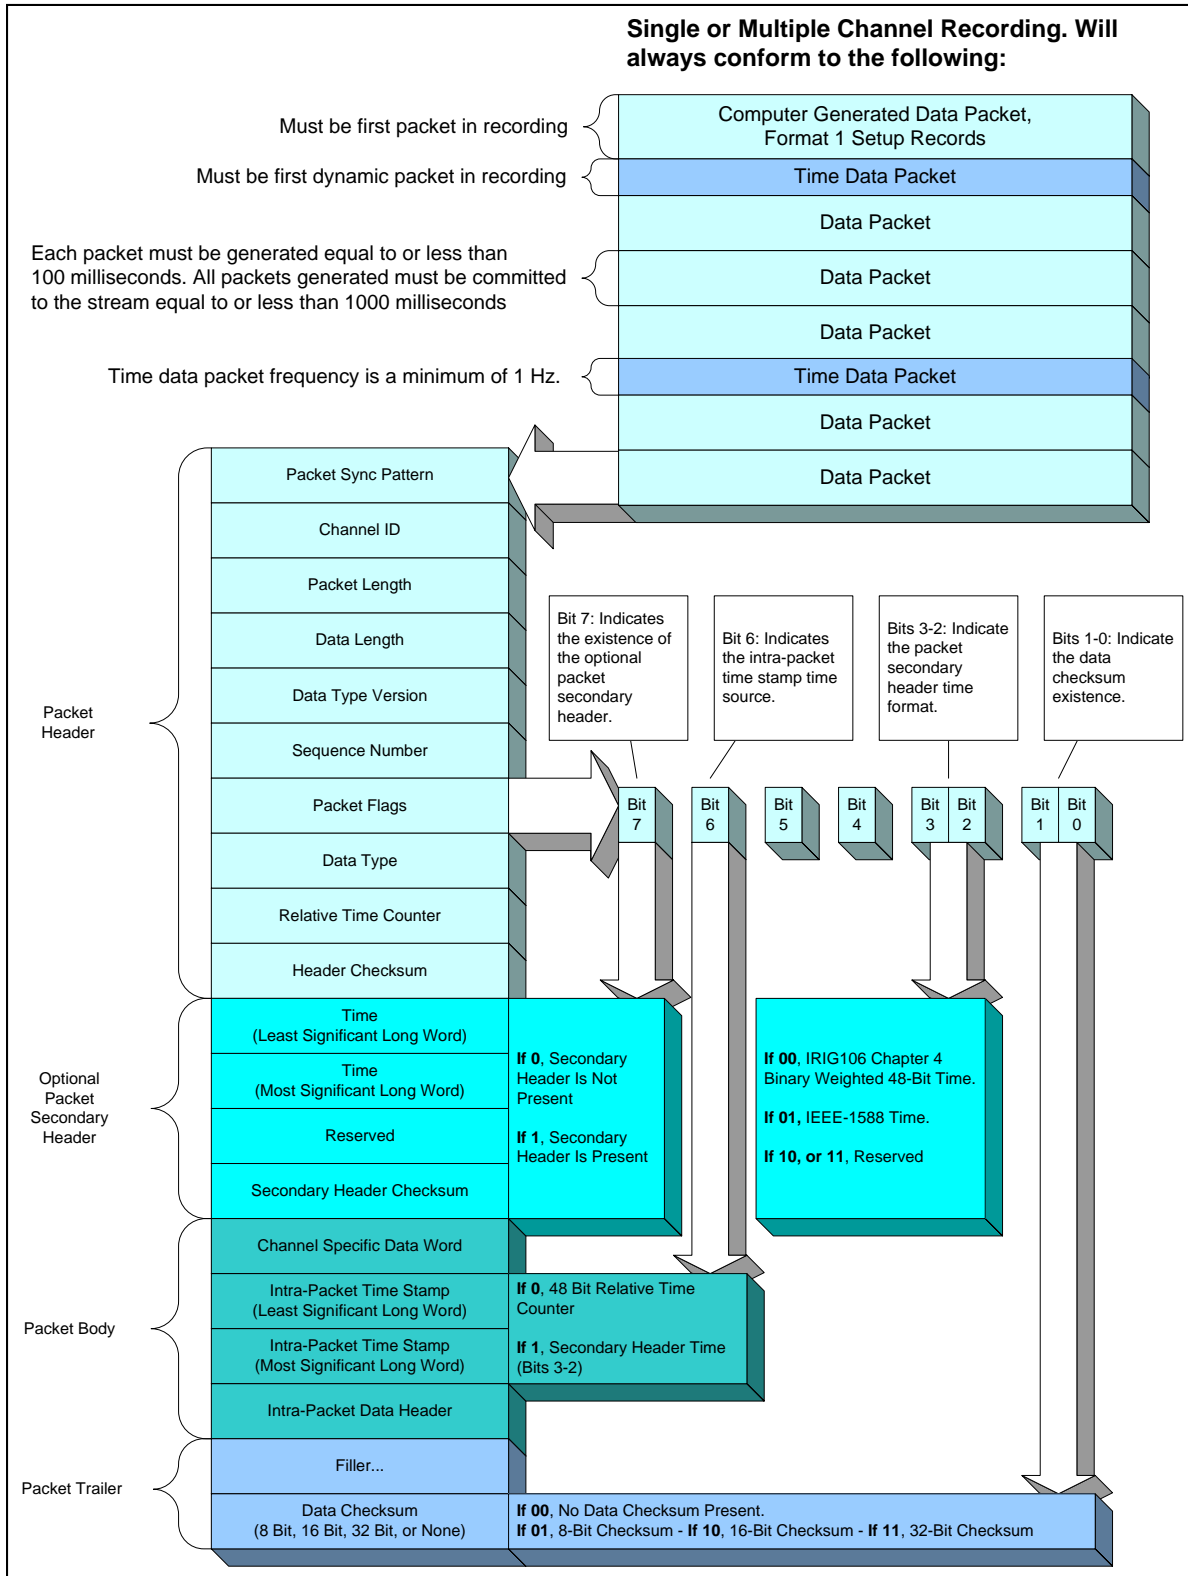 Single or Multiple Channel Recording. Will
always conform to the following:
Must be first packet in recording
Computer Generated Data Packet,
Format 1 Setup Records
Must be first dynamic packet in recording
Time Data Packet
Data Packet
Each packet must be generated equal to or less than
100 milliseconds. All packets generated must be committed
to the stream equal to or less than 1000 milliseconds
Data Packet
Data Packet
Time data packet frequency is a minimum of 1 Hz.
Time Data Packet
Data Packet
Data Packet
Packet
Header
Packet Sync Pattern
Channel ID
Packet Length
Data Length
Data Type Version
Sequence Number
Packet Flags
Data Type
Relative Time Counter
Header Checksum
Bit 7: Indicates
the existence of
the optional
packet
secondary
header.
Bit 6: Indicates
the intra-packet
time stamp time
source.
Bits 3-2: Indicate
the packet
secondary
header time
format.
Bits 1-0: Indicate
the data
checksum
existence.
Bit
7
Bit
6
Bit
5
Bit
4
Bit
3
Bit
2
Bit
1
Bit
0
Optional
Packet
Secondary
Header
Time
(Least Significant Long Word)
Time
(Most Significant Long Word)
Reserved
Secondary Header Checksum
If 0, Secondary
Header Is Not
Present
If 1, Secondary
Header Is Present
If 00, IRIG106 Chapter 4
Binary Weighted 48-Bit Time.
If 01, IEEE-1588 Time.
If 10, or 11, Reserved
Packet Body
Channel Specific Data Word
Intra-Packet Time Stamp
(Least Significant Long Word)
Intra-Packet Time Stamp
(Most Significant Long Word)
Intra-Packet Data Header
If 0, 48 Bit Relative Time
Counter
If 1, Secondary Header Time
(Bits 3-2)
Packet Trailer
Filler...
Data Checksum
(8 Bit, 16 Bit, 32 Bit, or None)
If 00, No Data Checksum Present.
If 01, 8-Bit Checksum - If 10, 16-Bit Checksum - If 11, 32-Bit Checksum